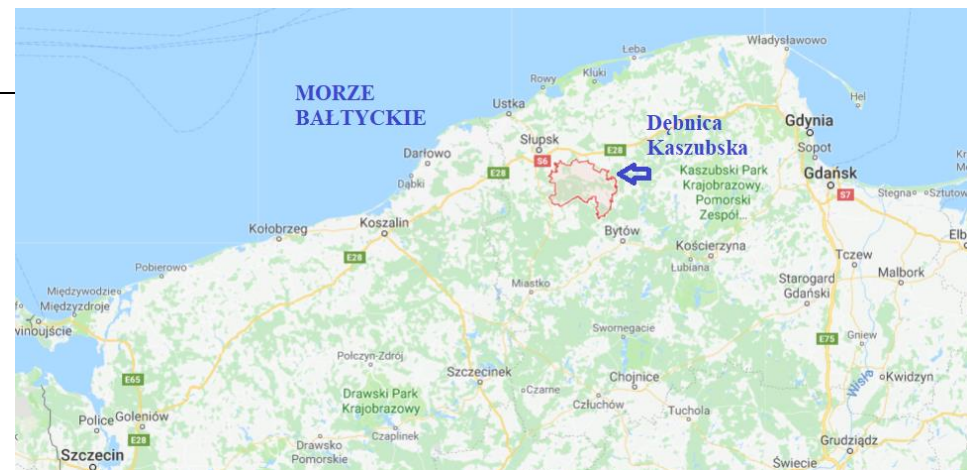 Władysławowo
Łeba
Kluki
Rowy
Hel
MORZE
BAŁTYCKIE
Ustka
Gdynia
Dębnica
Kaszubska
Słupsk
Sopot
E28
S6
Darłowo
E28
Kaszubski Park
Krajobrazowy.
Pomorski
Zespół...
Gdańsk
S7
Dąbki
Stegna
Sztutow
Kołobrzeg
Koszalin
Bytów
Elb
Kościerzyna
E28
Tczew
Lubiana
Pobierowo
Malbork
Starogard
Gdański
Miastko
Międzywodzie
Międzyzdroje
winoujście
Swornegacie
E75
Gniew
Połczyn-Zdrój
Szczecinek
Chojnice
Wisła
Kwidzyn
E65
Drawski Park
Krajobrazowy
Czarne
Człuchów
Tuchola
Police
Goleniów
E28
Czaplinek
Drawsko
Pomorskie
Grudziądz
Szczecin
Świecie